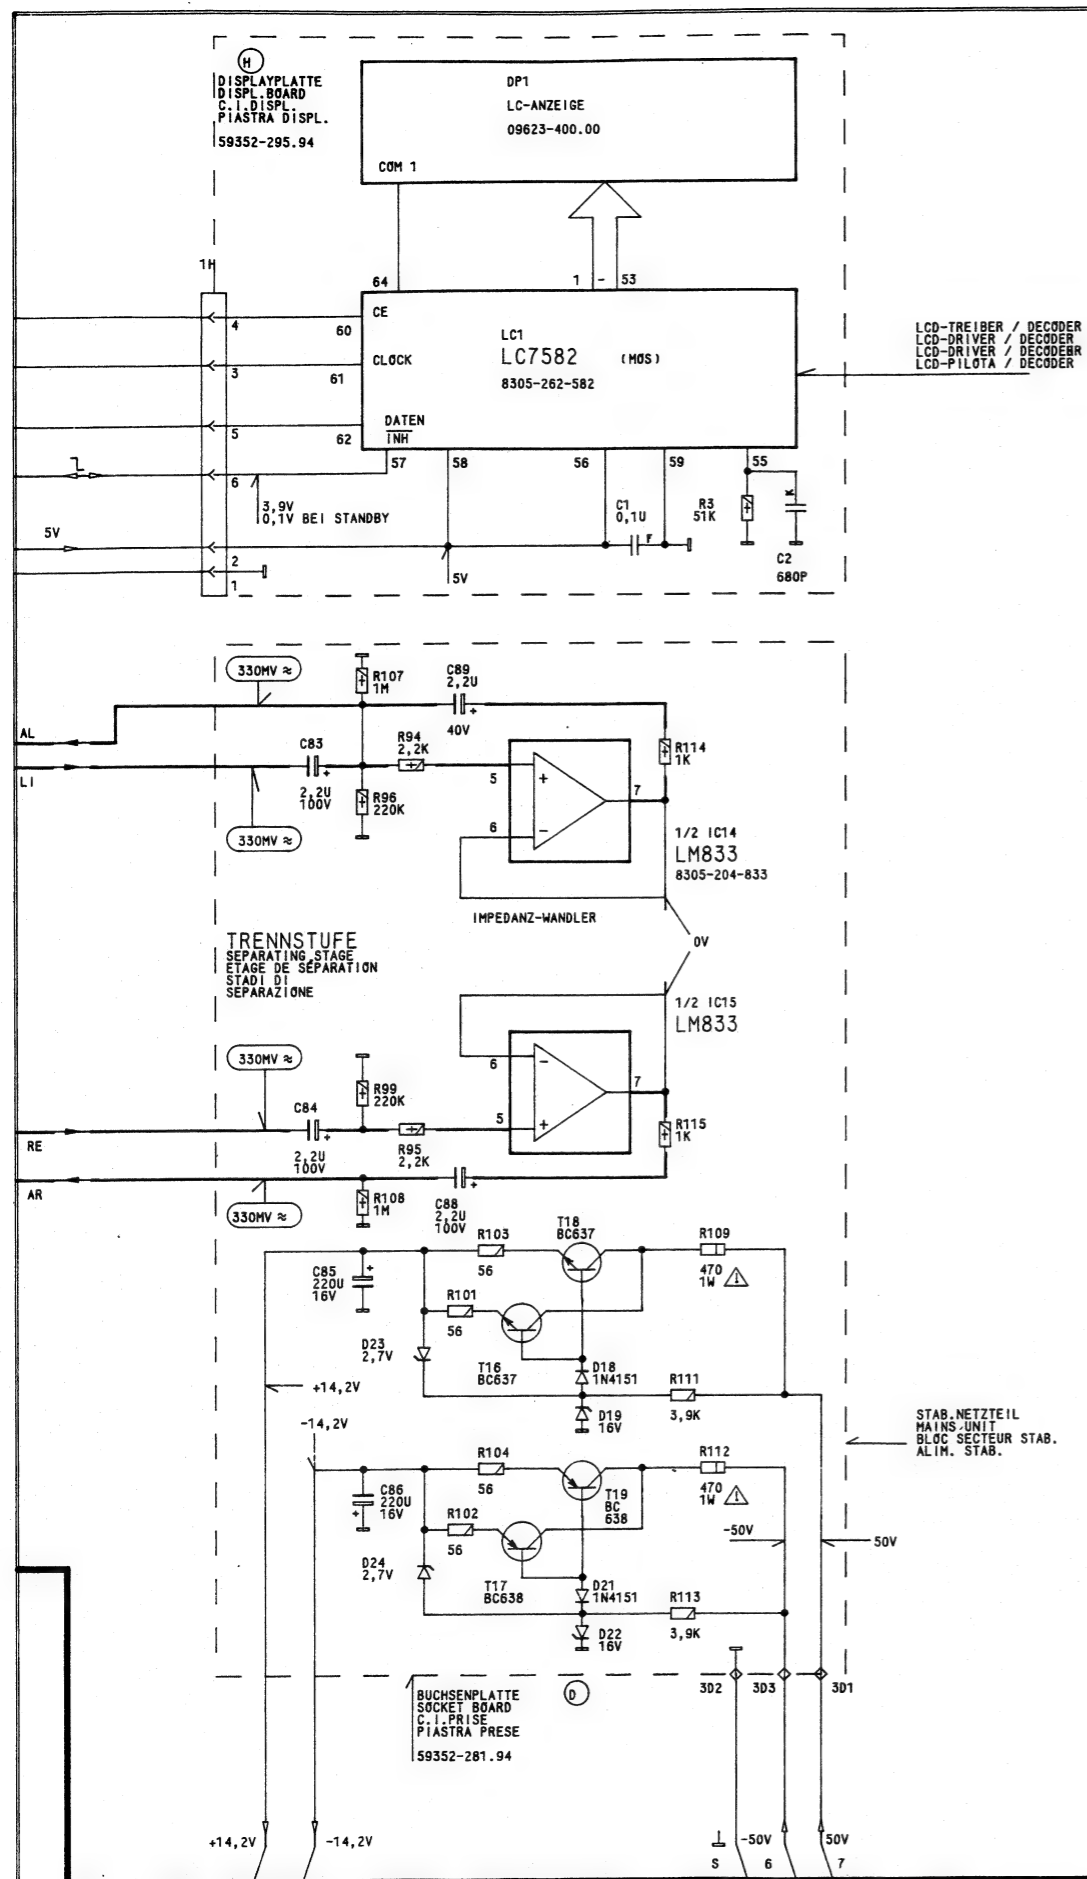 H
DISPLAYPLATTE
DISPL.BOARD
C.I.DISPL.
PIASTRA DISPL.
59352-295.94
DP1
LC-ANZEIGE
09623-400.00
COM 1
1H
64
1 - 53
4
60
CE
LC1
LC7582 (MOS)
8305-262-582
3
61
CLOCK
5
62
DATEN
INH
LCD-TREIBER / DECODER
LCD-DRIVER / DECODER
LCD-DRIVER / DECODEBR
LCD-PILOTA / DECODER
6
57
58
56
59
55
3,9V
0,1V BEI STANDBY
C1
0,1U
F
R3
51K
K
5V
2
5V
C2
680P
1
330MV ≈
R107
1M
C89
2,2U
+
40V
AL
C83
R94
2,2K
R114
1K
LI
+
2,2U
100V
R96
220K
5
+
7
6
-
330MV ≈
1/2 IC14
LM833
8305-204-833
IMPEDANZ-WANDLER
0V
TRENNSTUFE
SEPARATING STAGE
ETAGE DE SÉPARATION
STADI DI
SEPARAZIONE
1/2 IC15
LM833
330MV ≈
6
-
7
R99
220K
C84
5
+
R115
1K
RE
+
2,2U
100V
R95
2,2K
AR
330MV ≈
R108
1M
C88
2,2U
100V
+
R103
56
T18
BC637
R109
470
1W
C85
220U
16V
+
R101
56
D23
2,7V
T16
BC637
D18
1N4151
R111
3,9K
+14,2V
D19
16V
-14,2V
STAB.NETZTEIL
MAINS-UNIT
BLOC SECTEUR STAB.
ALIM. STAB.
R104
56
R112
470
1W
C86
220U
16V
+
T19
BC
638
R102
56
-50V
50V
D24
2,7V
T17
BC638
D21
1N4151
R113
3,9K
D22
16V
3D2
3D3
3D1
BUCHSENPLATTE
SOCKET BOARD
C.I.PRISE
PIASTRA PRESE
59352-281.94
D
+14,2V
-14,2V
-50V
50V
S
6
7